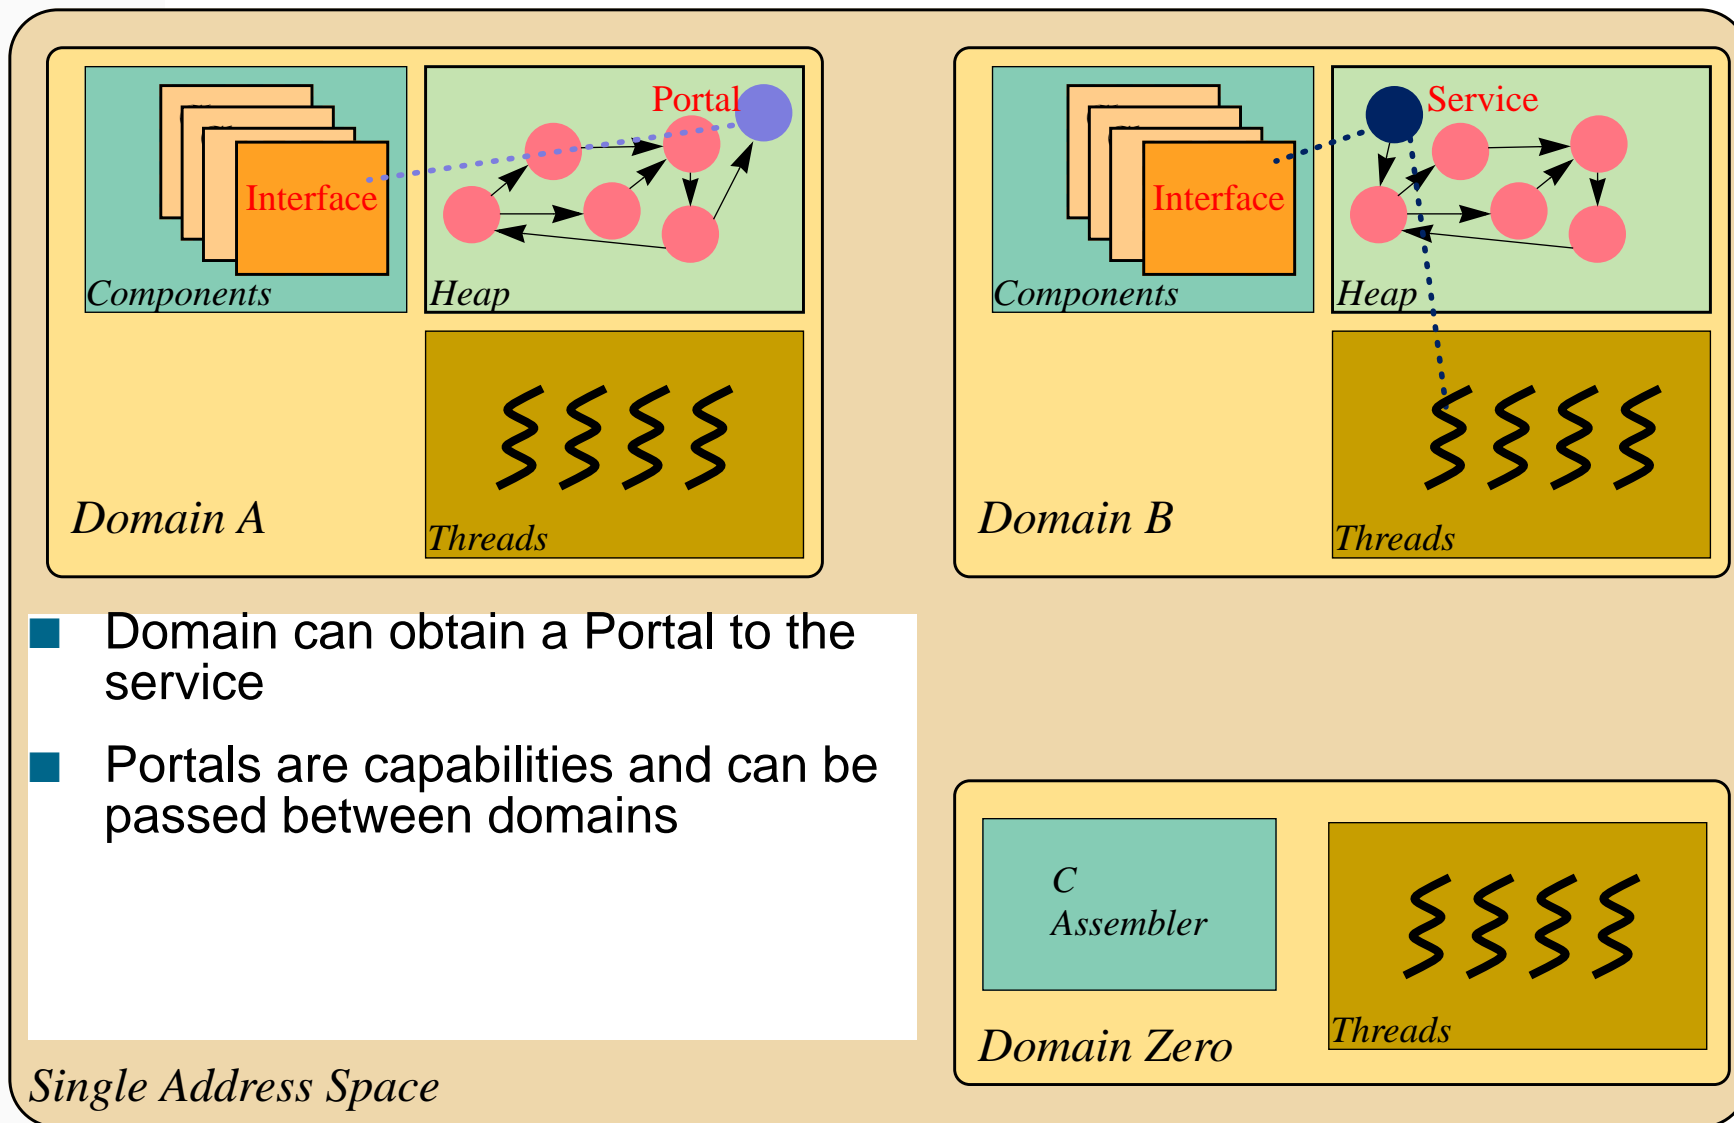 Portal
Interface
Components
Heap
Domain A
Threads
Service
Interface
Components
Heap
Domain B
Threads
Domain can obtain a Portal to the
service
Portals are capabilities and can be
passed between domains
C
Assembler
Domain Zero
Threads
Single Address Space